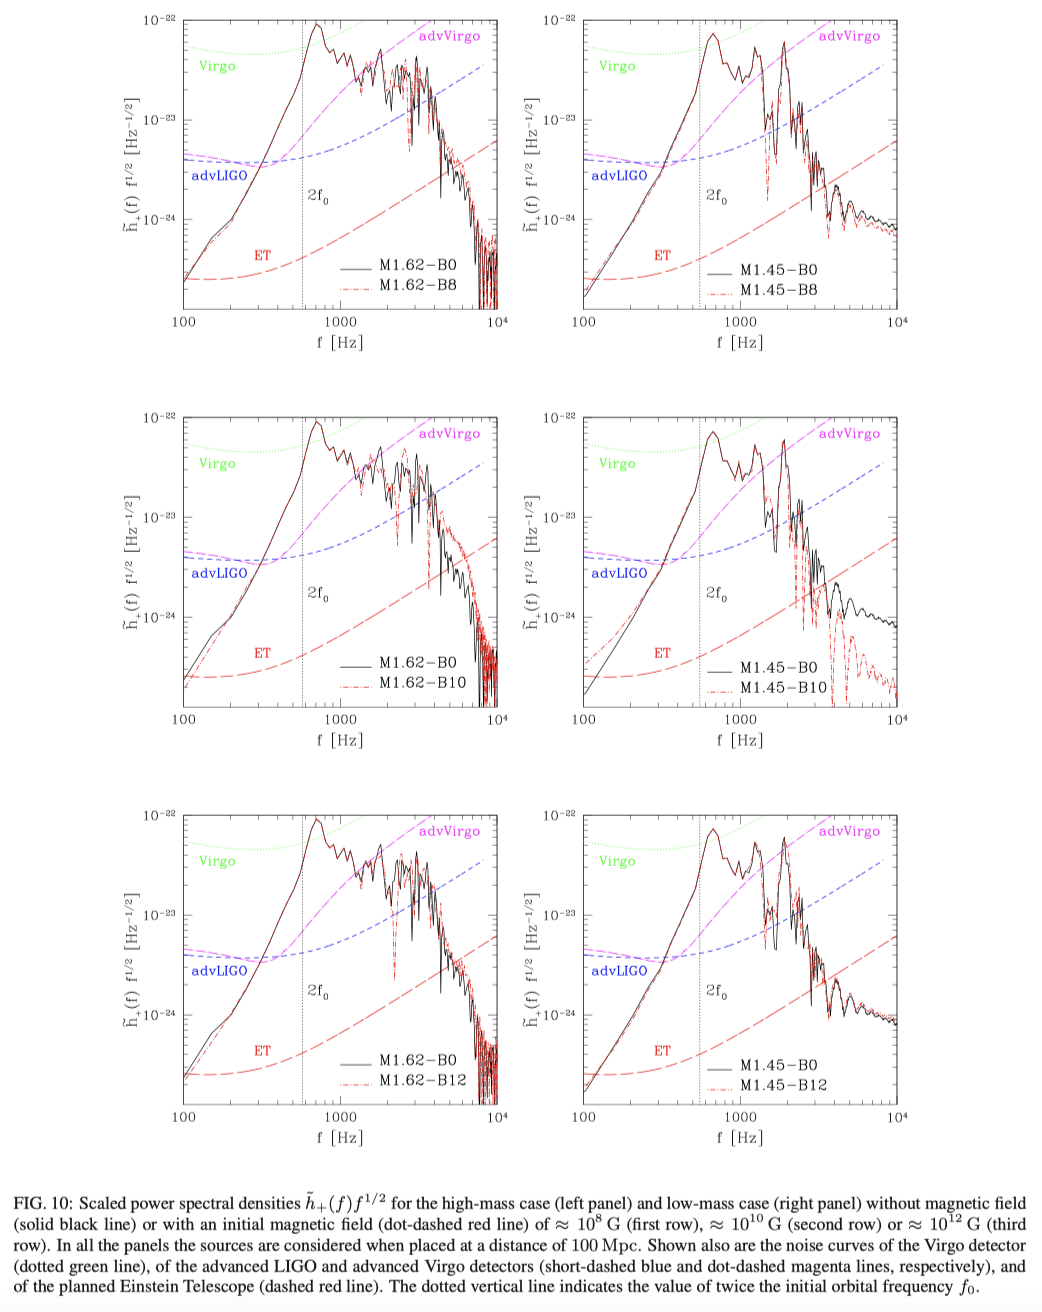 10⁻²²
advVirgo
Virgo
10⁻²³
advLIGO
2f₀
10⁻²⁴
ET
M1.62−B0
M1.62−B8
h̃₊(f) f^1/2 [Hz^−1/2]
100
1000
10⁴
f [Hz]
10⁻²²
advVirgo
Virgo
10⁻²³
advLIGO
2f₀
10⁻²⁴
ET
M1.45−B0
M1.45−B8
h̃₊(f) f^1/2 [Hz^−1/2]
100
1000
10⁴
f [Hz]
10⁻²²
advVirgo
Virgo
10⁻²³
advLIGO
2f₀
10⁻²⁴
ET
M1.62−B0
M1.62−B10
h̃₊(f) f^1/2 [Hz^−1/2]
100
1000
10⁴
f [Hz]
10⁻²²
advVirgo
Virgo
10⁻²³
advLIGO
2f₀
10⁻²⁴
ET
M1.45−B0
M1.45−B10
h̃₊(f) f^1/2 [Hz^−1/2]
100
1000
10⁴
f [Hz]
10⁻²²
advVirgo
Virgo
10⁻²³
advLIGO
2f₀
10⁻²⁴
ET
M1.62−B0
M1.62−B12
h̃₊(f) f^1/2 [Hz^−1/2]
100
1000
10⁴
f [Hz]
10⁻²²
advVirgo
Virgo
10⁻²³
advLIGO
2f₀
10⁻²⁴
ET
M1.45−B0
M1.45−B12
h̃₊(f) f^1/2 [Hz^−1/2]
100
1000
10⁴
f [Hz]
FIG. 10: Scaled power spectral densities h̃₊(f)f^1/2 for the high-mass case (left panel) and low-mass case (right panel) without magnetic field
(solid black line) or with an initial magnetic field (dot-dashed red line) of ≈ 10⁸ G (first row), ≈ 10¹⁰ G (second row) or ≈ 10¹² G (third
row). In all the panels the sources are considered when placed at a distance of 100 Mpc. Shown also are the noise curves of the Virgo detector
(dotted green line), of the advanced LIGO and advanced Virgo detectors (short-dashed blue and dot-dashed magenta lines, respectively), and
of the planned Einstein Telescope (dashed red line). The dotted vertical line indicates the value of twice the initial orbital frequency f₀.